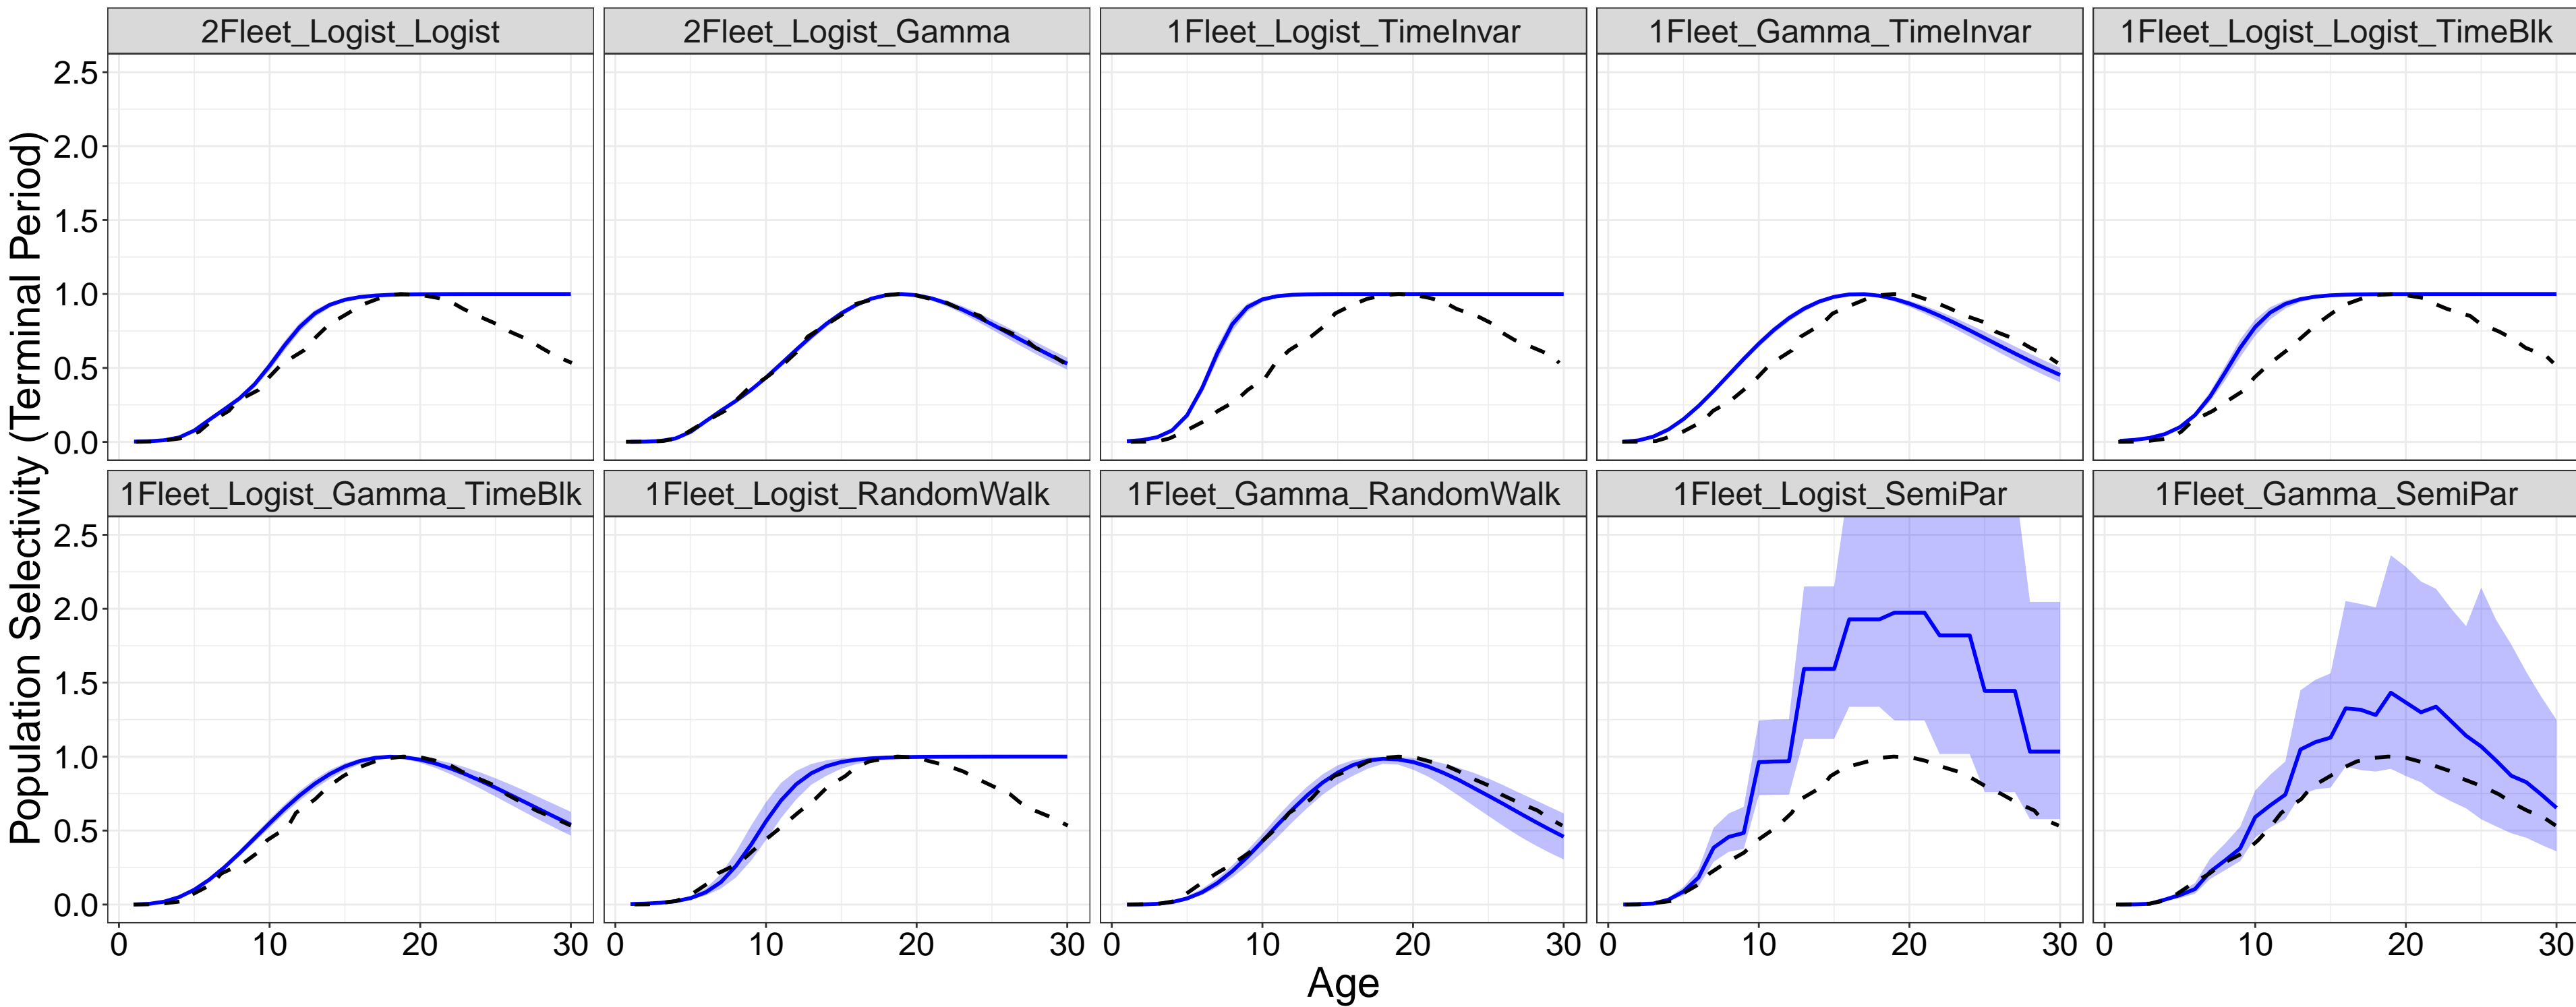 2Fleet_Logist_Logist
2Fleet_Logist_Gamma
1Fleet_Logist_TimeInvar
1Fleet_Gamma_TimeInvar
1Fleet_Logist_Logist_TimeBlk
2.5
2.0
1.5
1.0
0.5
0.0
1Fleet_Logist_Gamma_TimeBlk
1Fleet_Logist_RandomWalk
1Fleet_Gamma_RandomWalk
1Fleet_Logist_SemiPar
1Fleet_Gamma_SemiPar
2.5
2.0
1.5
1.0
0.5
0.0
0 10 20 30
0 10 20 30
0 10 20 30
0 10 20 30
0 10 20 30
Age
Population Selectivity (Terminal Period)